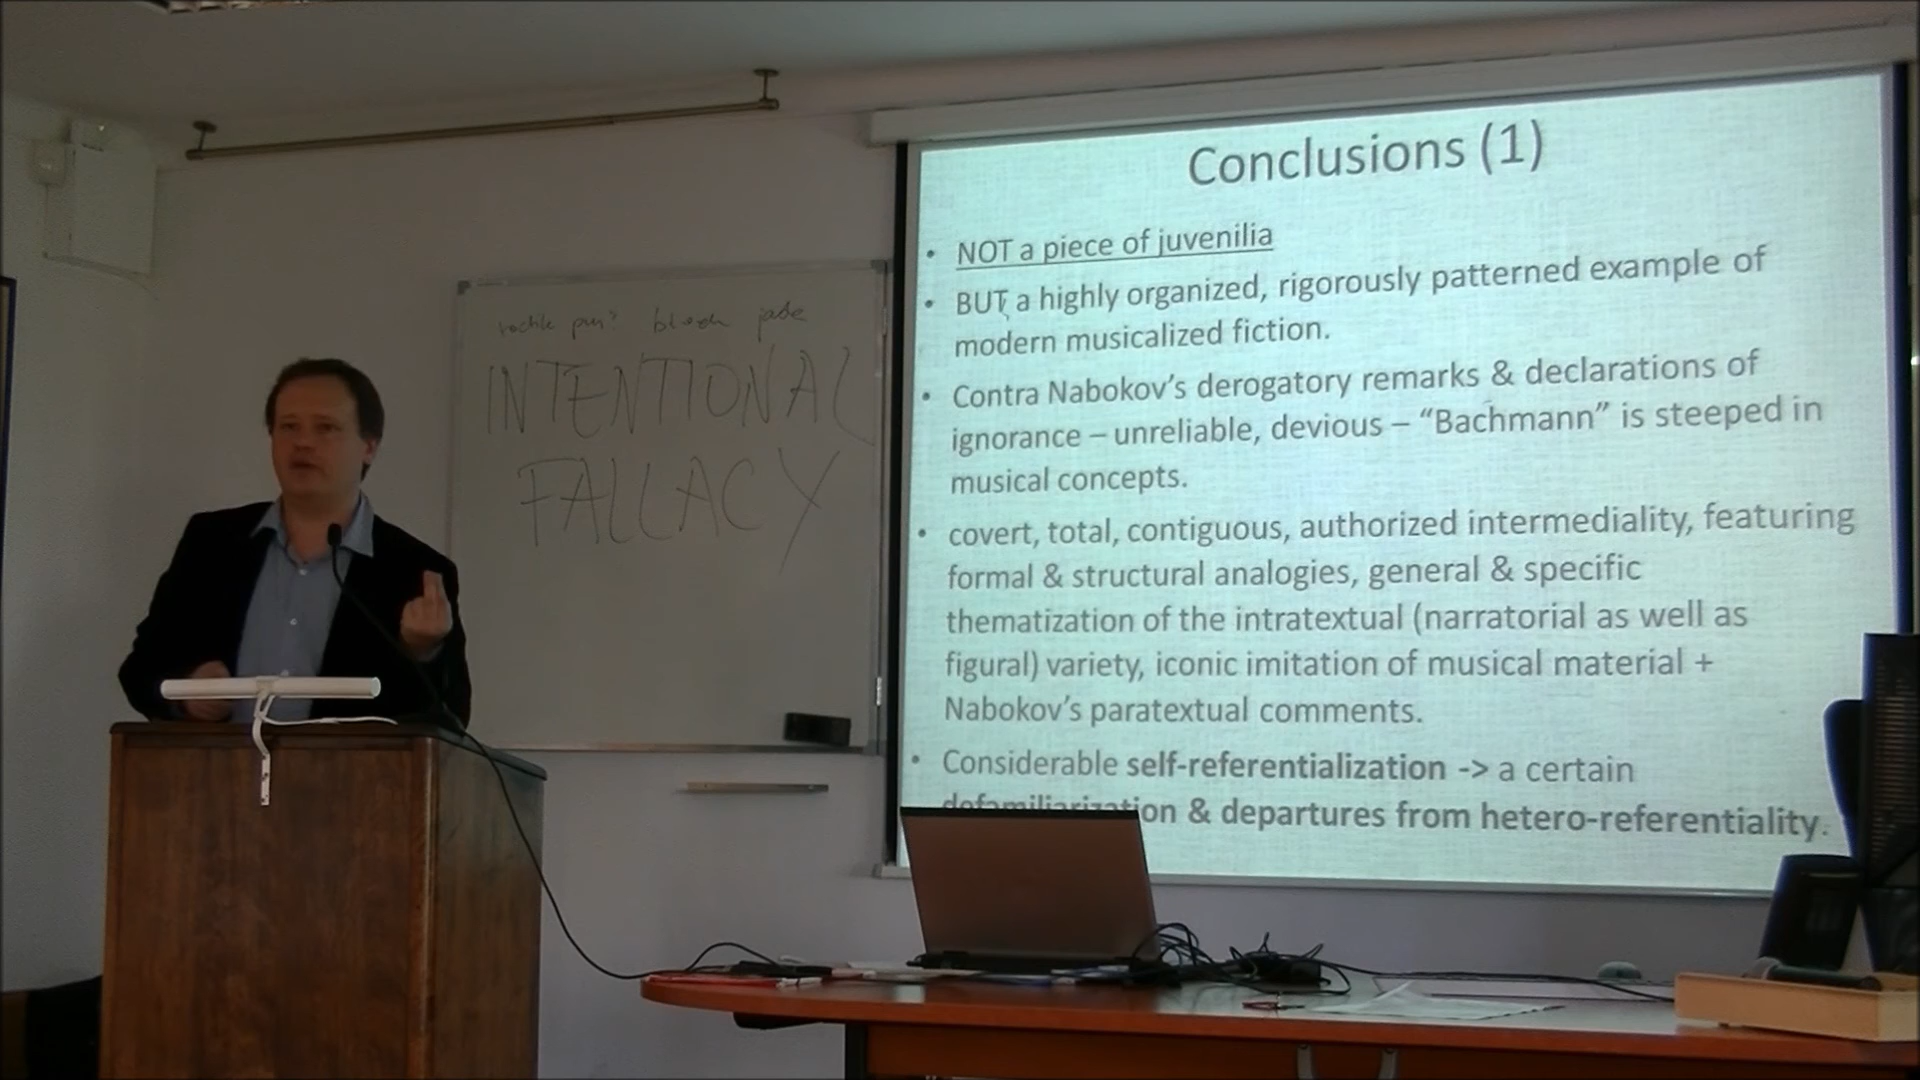 black jade
INTENTIONAL
FALLACY
Conclusions (1)
• NOT a piece of juvenilia
• BUT a highly organized, rigorously patterned example of
modern musicalized fiction.
• Contra Nabokov's derogatory remarks & declarations of
ignorance – unreliable, devious – “Bachmann” is steeped in
musical concepts.
• covert, total, contiguous, authorized intermediality, featuring
formal & structural analogies, general & specific
thematization of the intratextual (narratorial as well as
figural) variety, iconic imitation of musical material +
Nabokov's paratextual comments.
• Considerable self-referentialization -> a certain
defamiliarization & departures from hetero-referentiality.